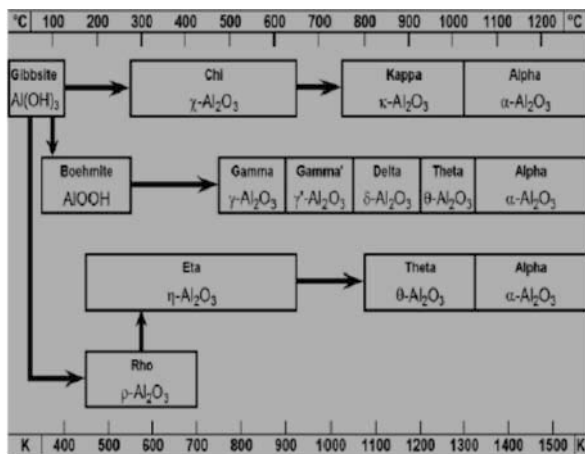 °C 100 200 300 400 500 600 700 800 900 1000 1100 1200 °C
Gibbsite
Al(OH)3
Chi
χ-Al2O3
Kappa
κ-Al2O3
Alpha
α-Al2O3
Boehmite
AlOOH
Gamma
γ-Al2O3
Gamma'
γ'-Al2O3
Delta
δ-Al2O3
Theta
θ-Al2O3
Alpha
α-Al2O3
Eta
η-Al2O3
Theta
θ-Al2O3
Alpha
α-Al2O3
Rho
ρ-Al2O3
K 400 500 600 700 800 900 1000 1100 1200 1300 1400 1500 K